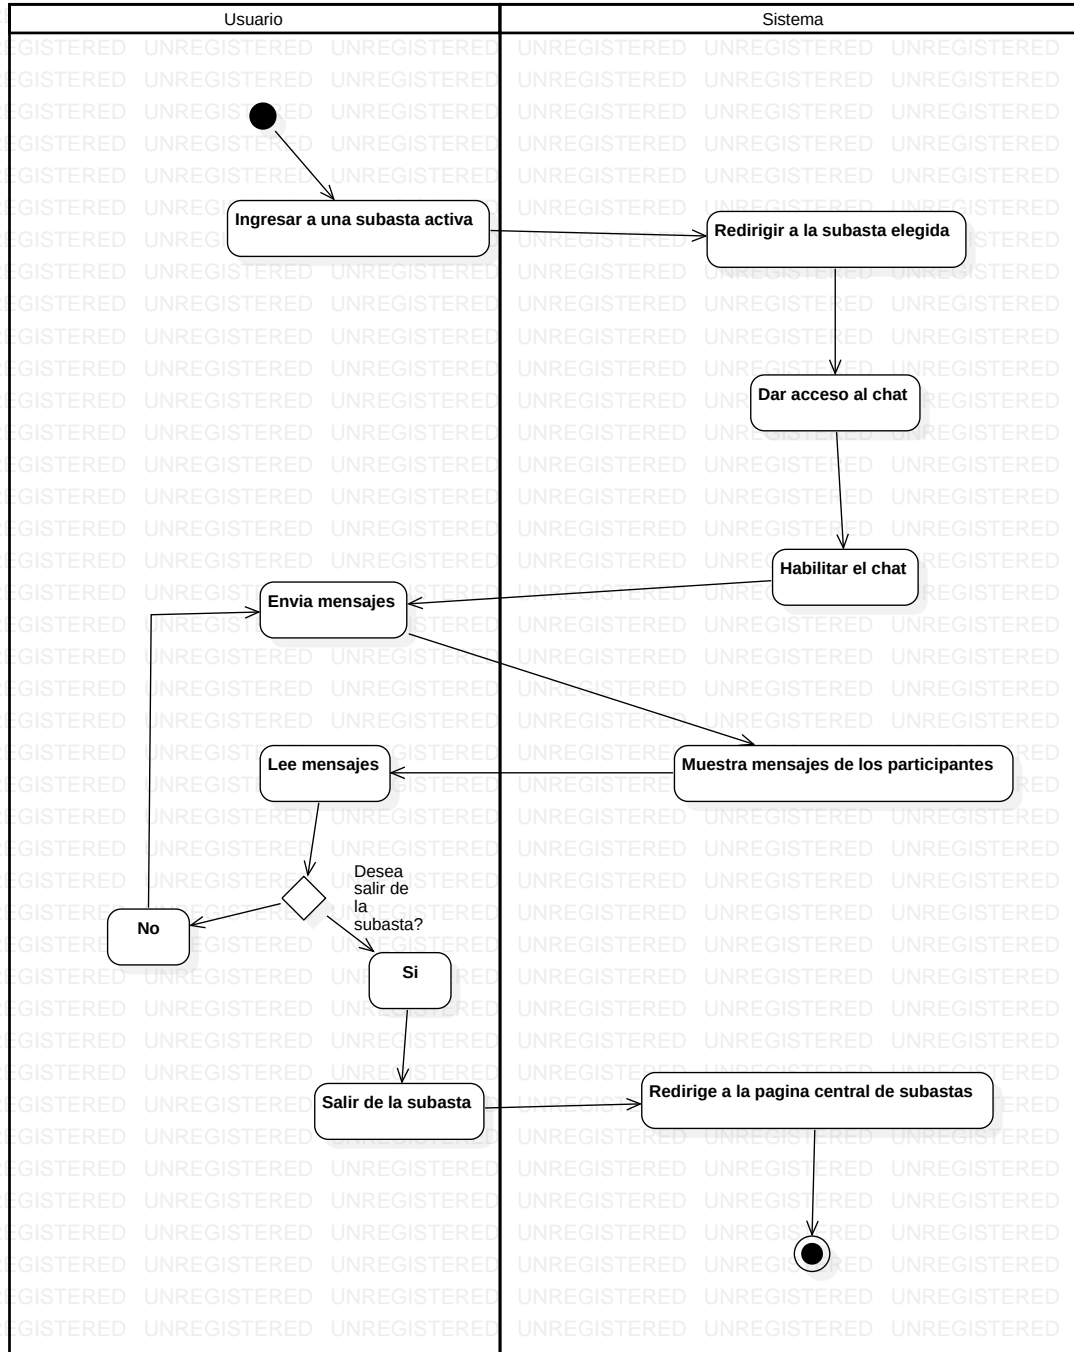 Usuario
Sistema
Ingresar a una subasta activa
Redirigir a la subasta elegida
Dar acceso al chat
Habilitar el chat
Envia mensajes
Lee mensajes
Muestra mensajes de los participantes
Desea
salir de
la
subasta?
No
Si
Salir de la subasta
Redirige a la pagina central de subastas
UNREGISTERED